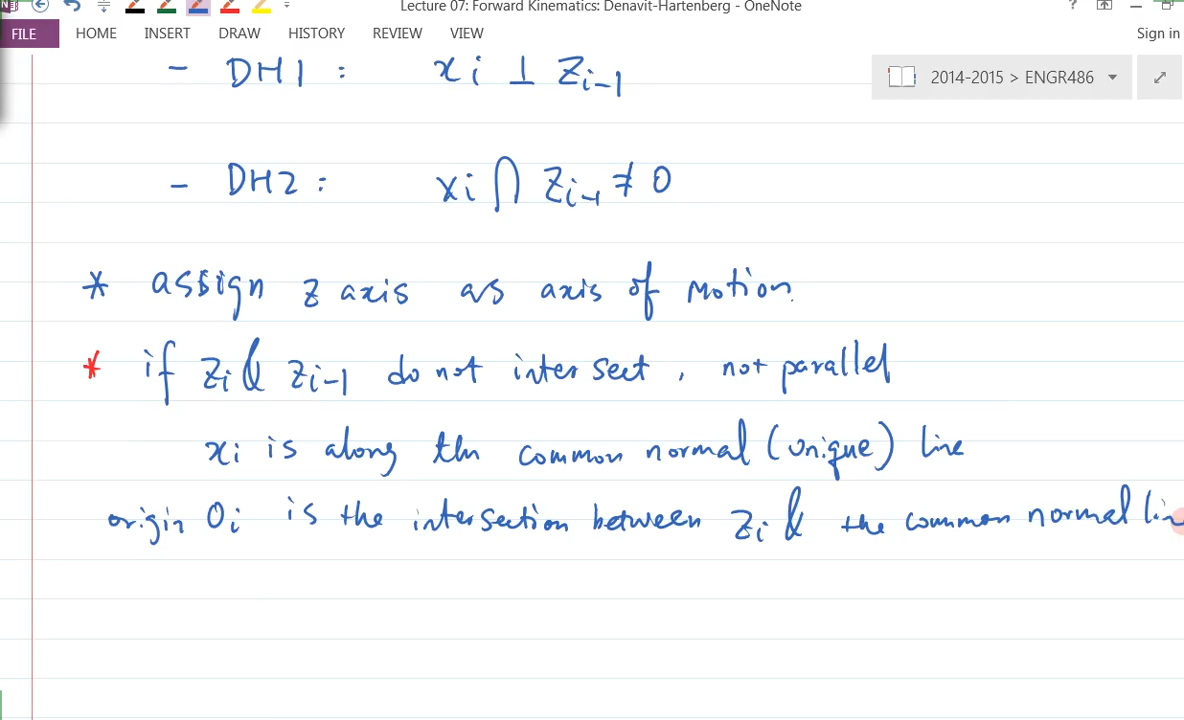 Lecture 07: Forward Kinematics: Denavit-Hartenberg - OneNote
?
FILE HOME INSERT DRAW HISTORY REVIEW VIEW Sign in
2014-2015 > ENGR486
- DH1 : xi ⊥ Zi-1
- DH2 : xi ∩ Zi-1 ≠ 0
* assign z axis as axis of Motion.
* if Zi & Zi-1 do not intersect, not parallel
xi is along the common normal (unique) line
origin Oi is the intersection between Zi & the common normal lin